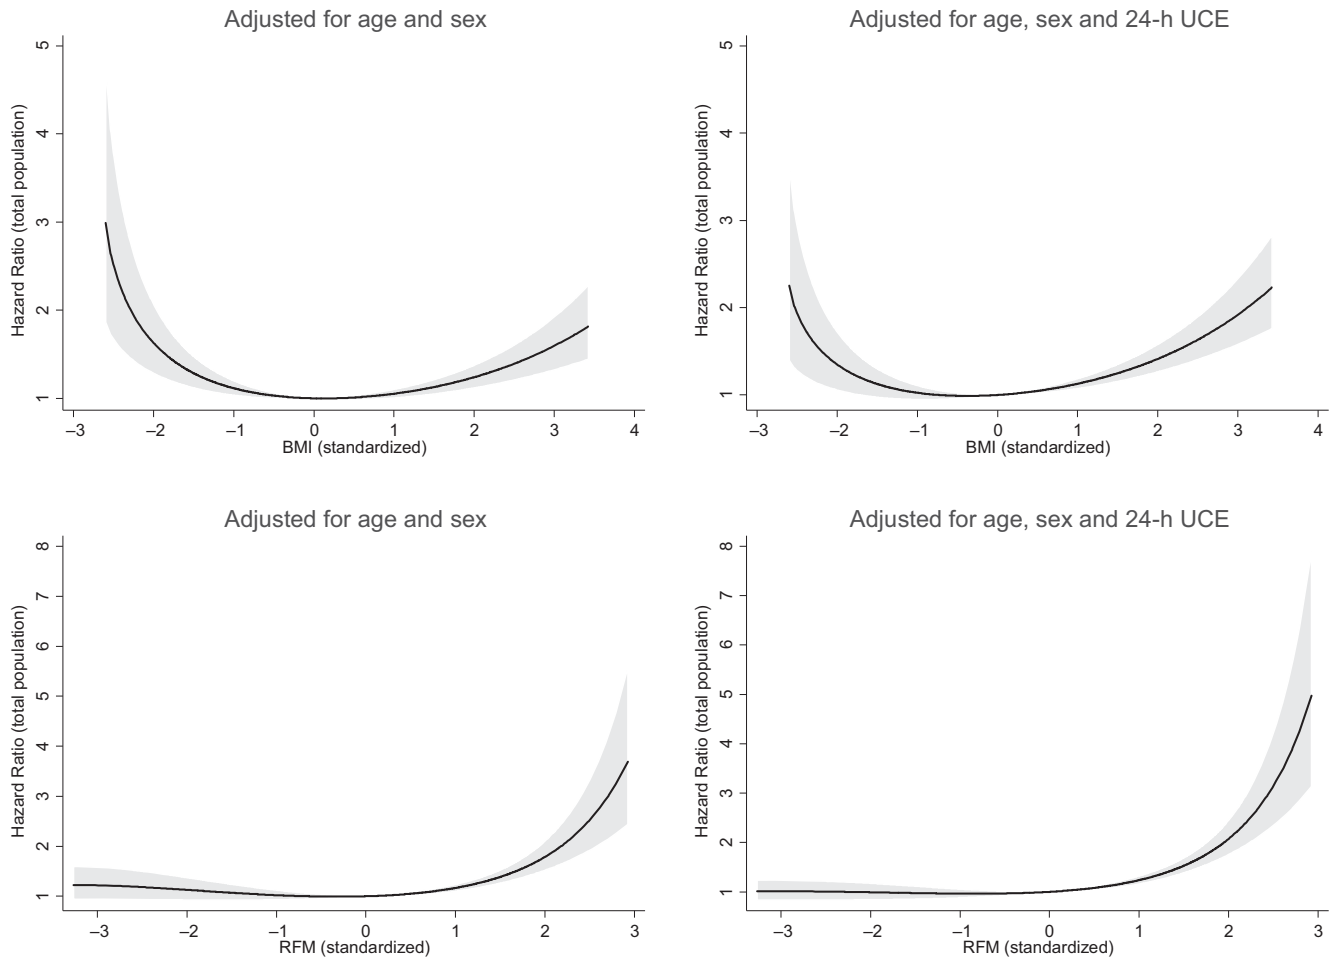 Adjusted for age and sex
Hazard Ratio (total population)
5
4
3
2
1
–3 –2 –1 0 1 2 3 4
BMI (standardized)
Adjusted for age, sex and 24-h UCE
Hazard Ratio (total population)
5
4
3
2
1
–3 –2 –1 0 1 2 3 4
BMI (standardized)
Adjusted for age and sex
Hazard Ratio (total population)
8
7
6
5
4
3
2
1
–3 –2 –1 0 1 2 3
RFM (standardized)
Adjusted for age, sex and 24-h UCE
Hazard Ratio (total population)
8
7
6
5
4
3
2
1
–3 –2 –1 0 1 2 3
RFM (standardized)